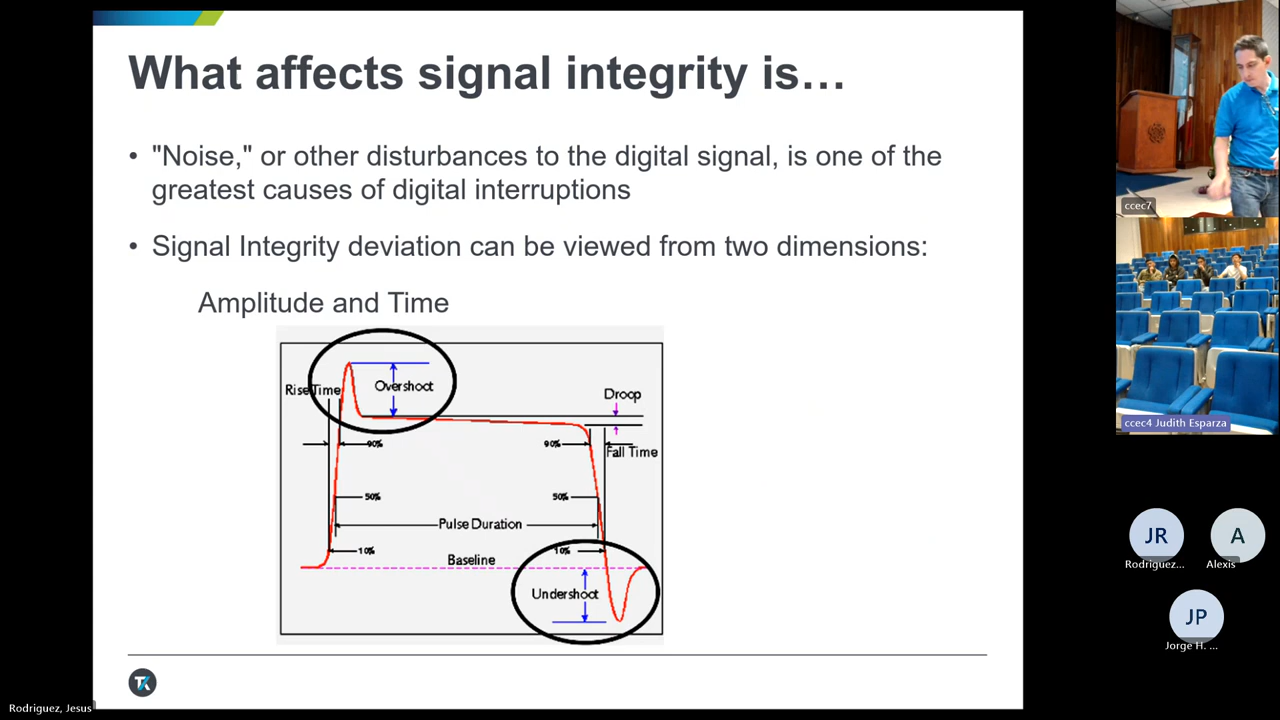 What affects signal integrity is…
• "Noise," or other disturbances to the digital signal, is one of the
greatest causes of digital interruptions
• Signal Integrity deviation can be viewed from two dimensions:
Amplitude and Time
Rise Time
Overshoot
Droop
90%
90%
Fall Time
50%
50%
Pulse Duration
10%
10%
Baseline
Undershoot
TK
Rodriguez, Jesus
ccec7
ccec4 Judith Esparza
JR
Rodriguez...
A
Alexis
JP
Jorge H. ...